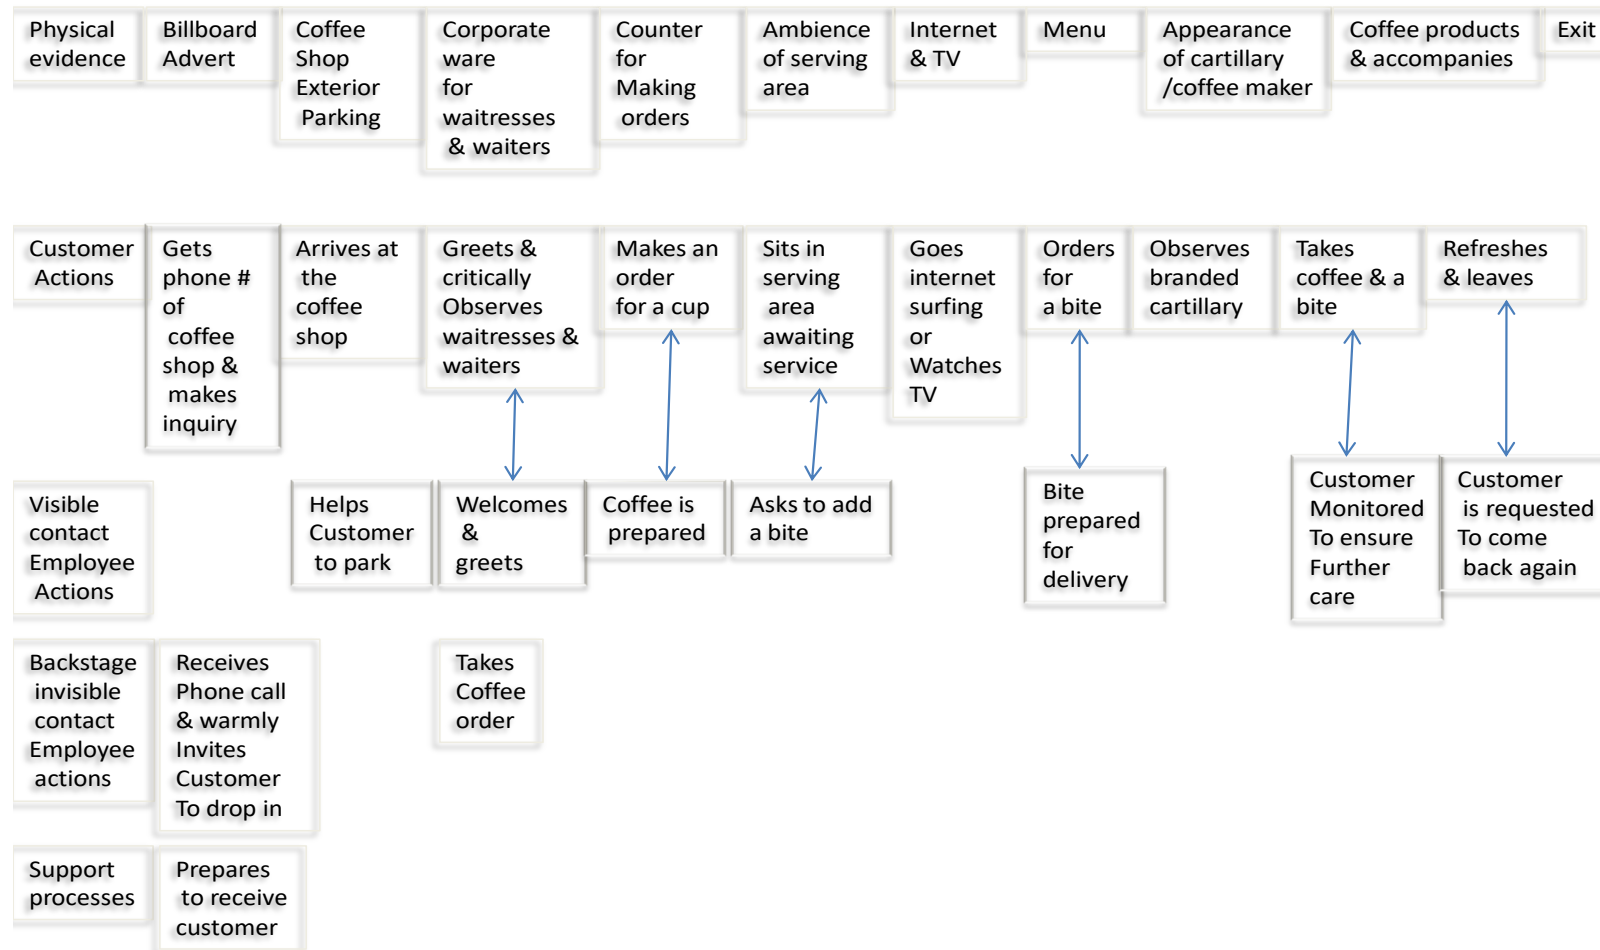 Physical
evidence
Billboard
Advert
Coffee
Shop
Exterior
Parking
Corporate
ware
for
waitresses
& waiters
Counter
for
Making
orders
Ambience
of serving
area
Internet
& TV
Menu
Appearance
of cartillary
/coffee maker
Coffee products
& accompanies
Exit
Customer
Actions
Gets
phone #
of
coffee
shop &
makes
inquiry
Arrives at
the
coffee
shop
Greets &
critically
Observes
waitresses &
waiters
Makes an
order
for a cup
Sits in
serving
area
awaiting
service
Goes
internet
surfing
or
Watches
TV
Orders
for
a bite
Observes
branded
cartillary
Takes
coffee & a
bite
Refreshes
& leaves
Visible
contact
Employee
Actions
Helps
Customer
to park
Welcomes
&
greets
Coffee is
prepared
Asks to add
a bite
Bite
prepared
for
delivery
Customer
Monitored
To ensure
Further
care
Customer
is requested
To come
back again
Backstage
invisible
contact
Employee
actions
Receives
Phone call
& warmly
Invites
Customer
To drop in
Takes
Coffee
order
Support
processes
Prepares
to receive
customer